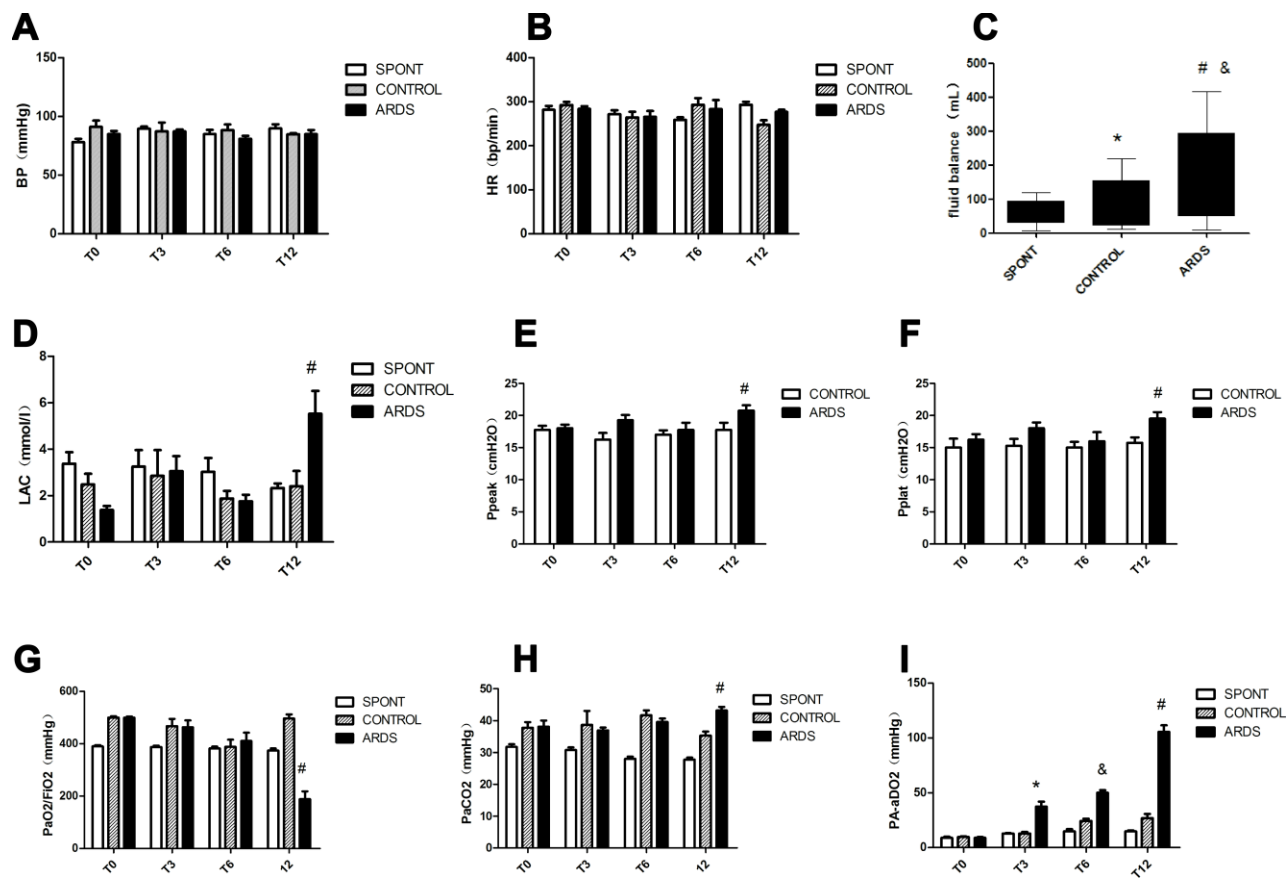 A
BP (mmHg)
150
100
50
0
T0
T3
T6
T12
SPONT
CONTROL
ARDS
B
HR（bp/min）
400
300
200
100
0
T0
T3
T6
T12
SPONT
CONTROL
ARDS
C
fluid balance （mL）
500
400
300
200
100
0
*
# &
SPONT
CONTROL
ARDS
D
LAC（mmol/l）
8
6
4
2
0
#
T0
T3
T6
T12
SPONT
CONTROL
ARDS
E
Ppeak（cmH2O）
25
20
15
10
5
0
#
T0
T3
T6
T12
CONTROL
ARDS
F
Pplat（cmH2O）
25
20
15
10
5
0
#
T0
T3
T6
T12
CONTROL
ARDS
G
PaO2/FiO2（mmHg）
600
400
200
0
#
T0
T3
T6
12
SPONT
CONTROL
ARDS
H
PaCO2（mmHg）
50
40
30
20
10
0
#
T0
T3
T6
12
SPONT
CONTROL
ARDS
I
PA-aDO2（mmHg）
150
100
50
0
*
&
#
T0
T3
T6
T12
SPONT
CONTROL
ARDS